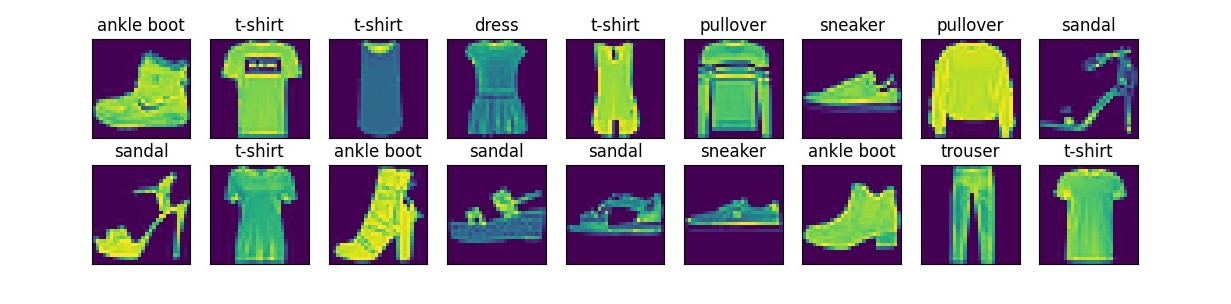 ankle boot t-shirt t-shirt dress t-shirt pullover sneaker pullover sandal
sandal t-shirt ankle boot sandal sandal sneaker ankle boot trouser t-shirt